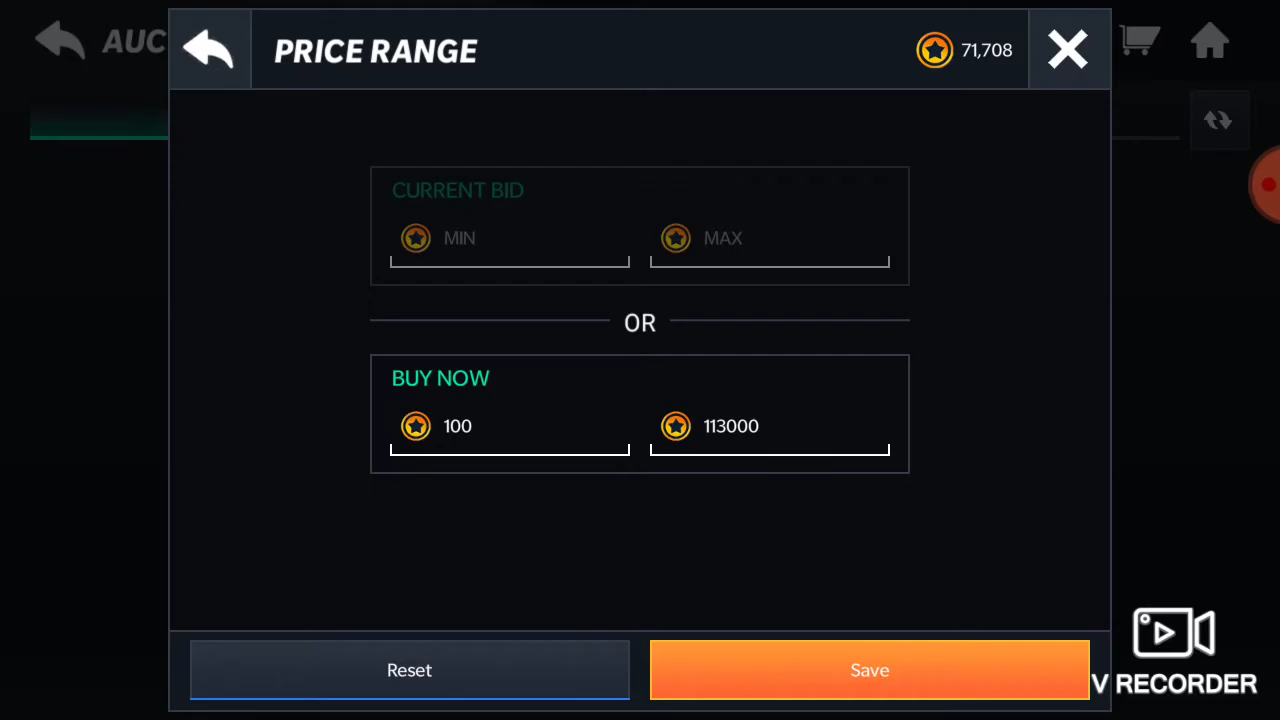 AUC
PRICE RANGE
71,708
CURRENT BID
MIN
MAX
OR
BUY NOW
100
113000
Reset
Save
V RECORDER